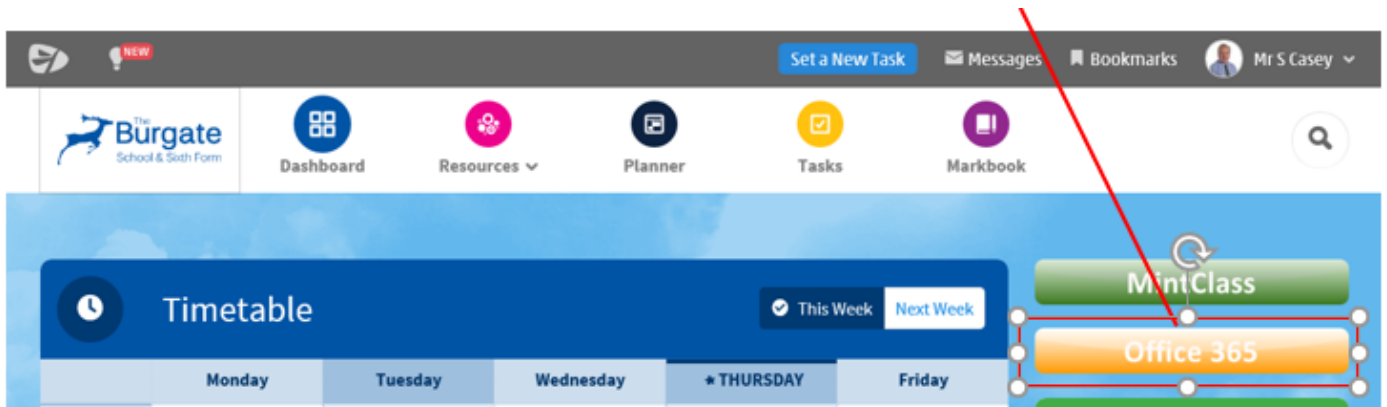 NEW
Set a New Task Messages Bookmarks Mr S Casey
The
Burgate
School & Sixth Form
Dashboard Resources Planner Tasks Markbook
MintClass
Timetable This Week Next Week
Office 365
Monday Tuesday Wednesday THURSDAY Friday